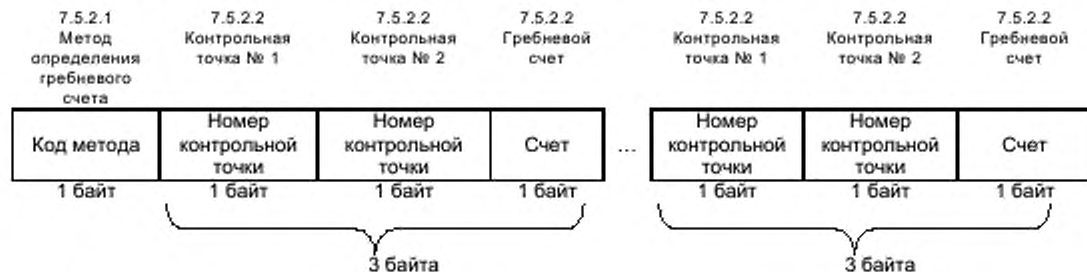 7.5.2.1 7.5.2.2 7.5.2.2 7.5.2.2 7.5.2.2 7.5.2.2 7.5.2.2
Метод Контрольная Контрольная Гребневой Контрольная Контрольная Гребневой
определения точка № 1 точка № 2 счет точка № 1 точка № 2 счет
гребневого
счета
Номер Номер Номер Номер
Код метода контрольной контрольной Счет ... контрольной контрольной Счет
точки точки точки точки
1 байт 1 байт 1 байт 1 байт 1 байт 1 байт 1 байт
3 байта 3 байта